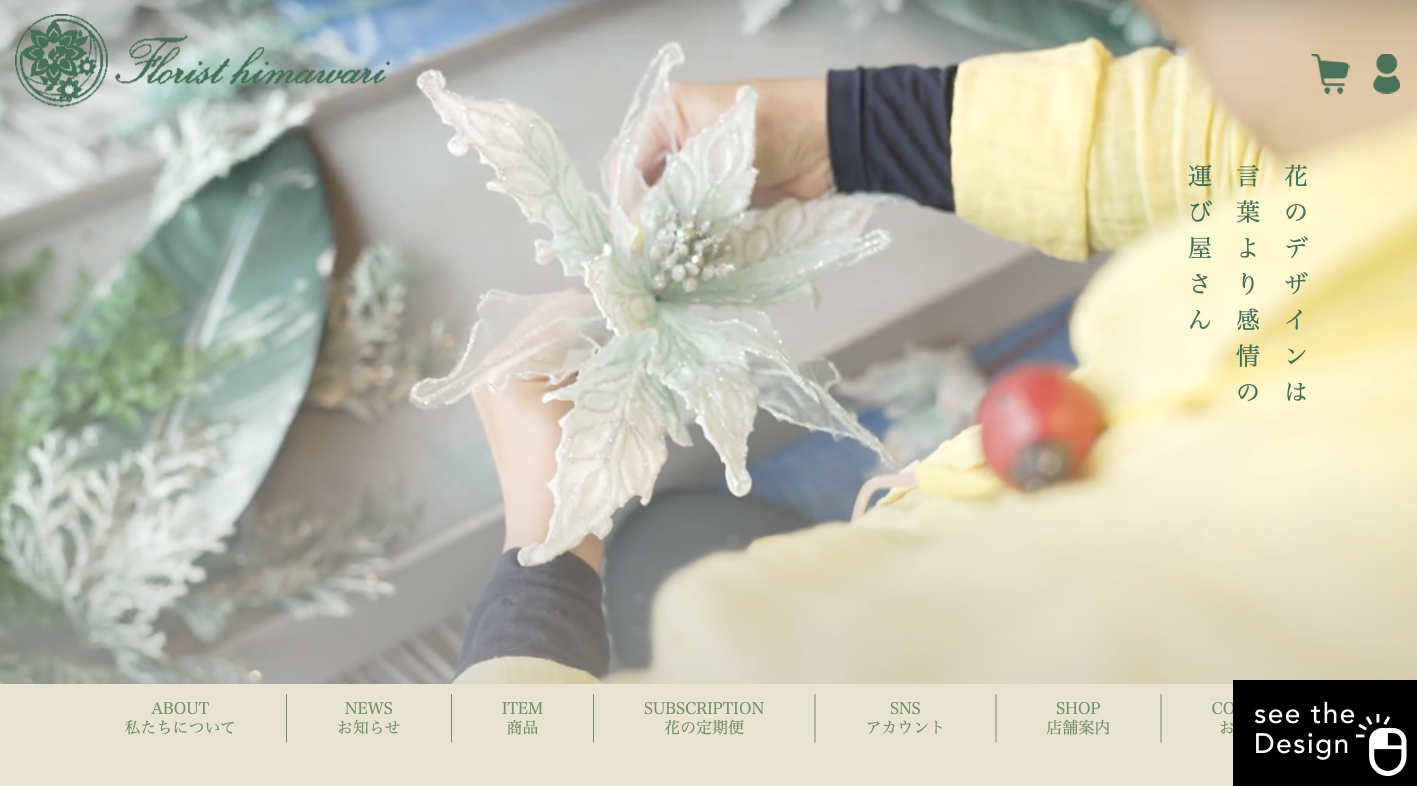 Florist himawari
花のデザインは
言葉より感情の
運び屋さん
ABOUT
私たちについて
NEWS
お知らせ
ITEM
商品
SUBSCRIPTION
花の定期便
SNS
アカウント
SHOP
店舗案内
CO
お
see the
Design